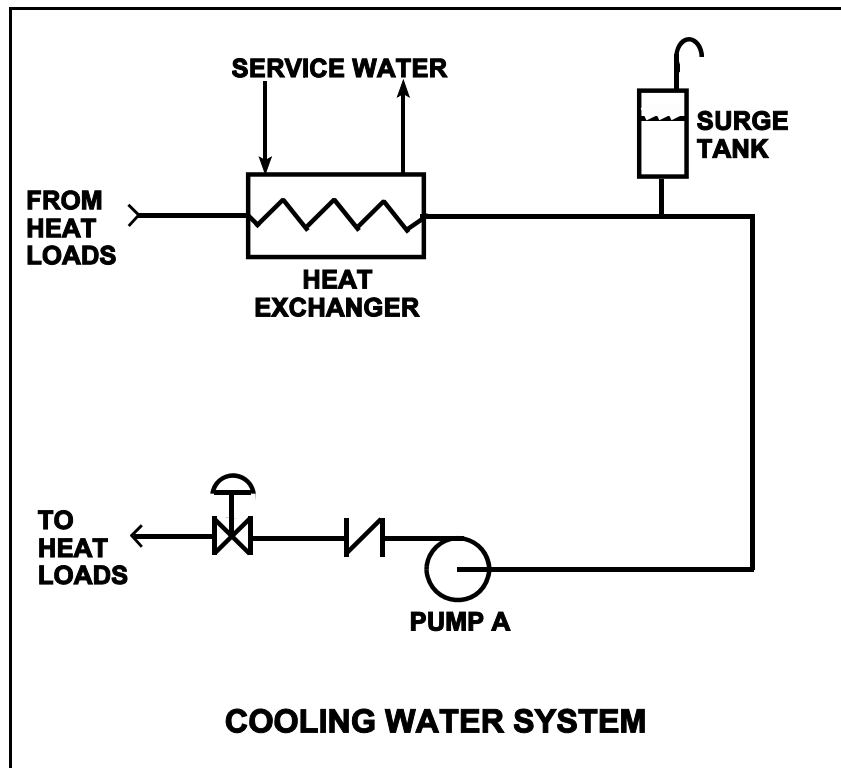 SERVICE WATER
SURGE
TANK
FROM
HEAT
LOADS
HEAT
EXCHANGER
TO
HEAT
LOADS
PUMP A
COOLING WATER SYSTEM